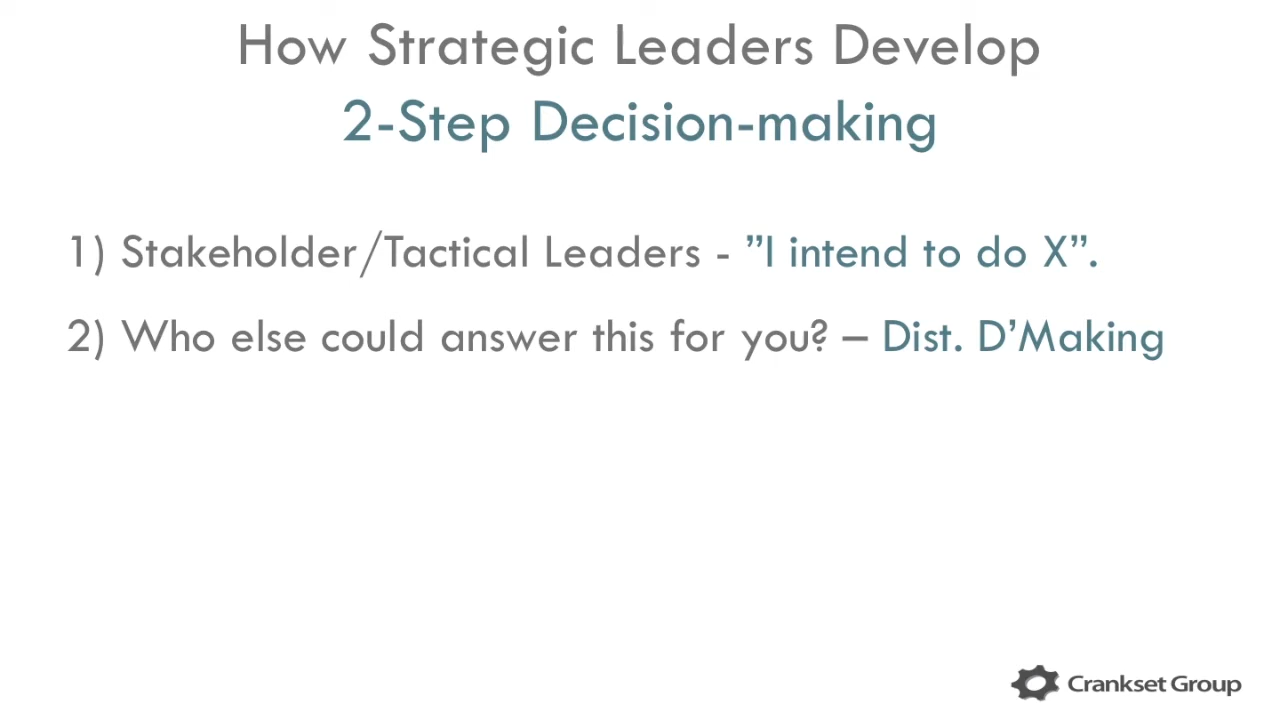 How Strategic Leaders Develop
2-Step Decision-making
1) Stakeholder/Tactical Leaders - ”I intend to do X”.
2) Who else could answer this for you? – Dist. D’Making
Crankset Group